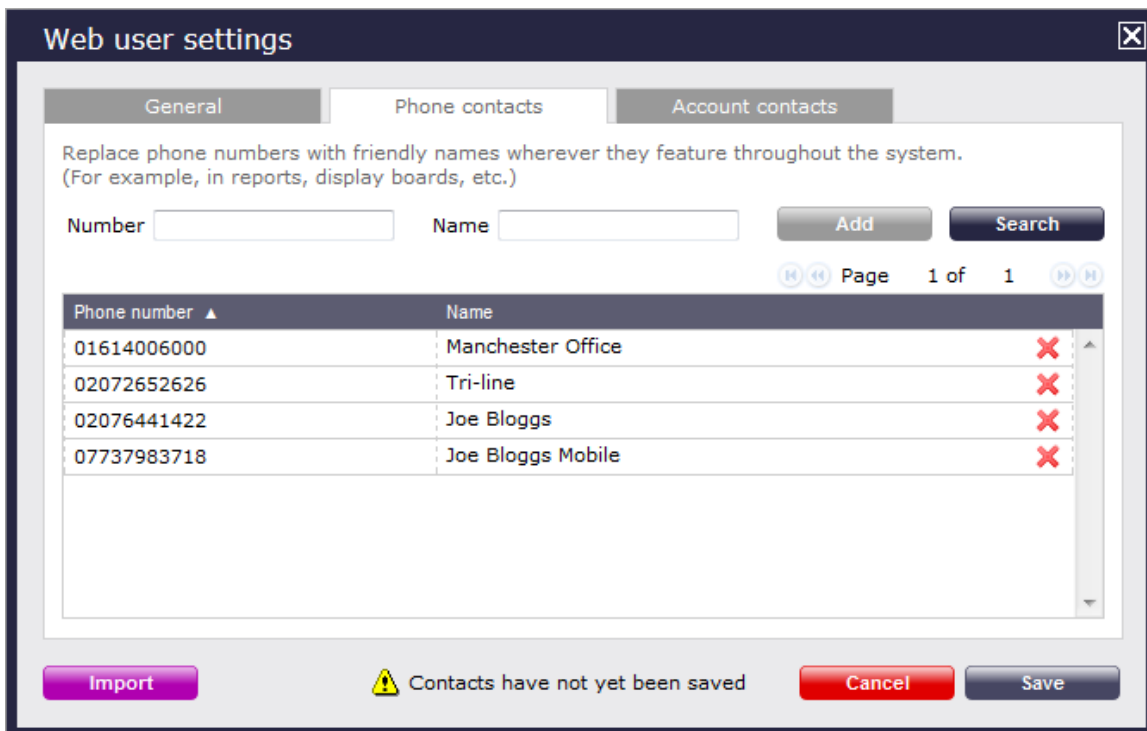 Web user settings
General Phone contacts Account contacts
Replace phone numbers with friendly names wherever they feature throughout the system.
(For example, in reports, display boards, etc.)
Number Name Add Search
Page 1 of 1
Phone number ▲ Name
01614006000 Manchester Office
02072652626 Tri-line
02076441422 Joe Bloggs
07737983718 Joe Bloggs Mobile
Import Contacts have not yet been saved Cancel Save